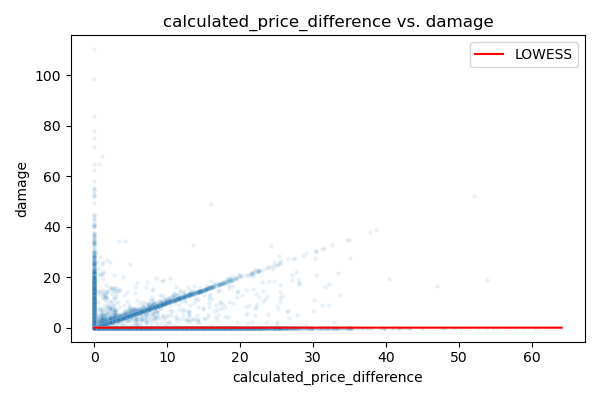 calculated_price_difference vs. damage
LOWESS
damage
100
80
60
40
20
0
0 10 20 30 40 50 60
calculated_price_difference